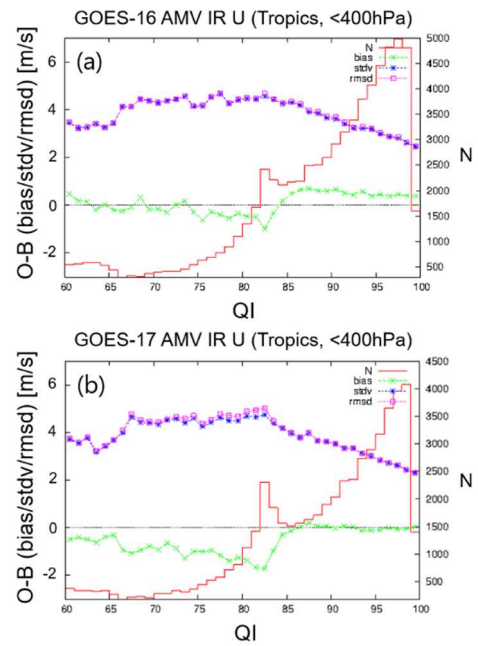 GOES-16 AMV IR U (Tropics, <400hPa)
(a)
N
bias
stdv
rmsd
O-B (bias/stdv/rmsd) [m/s]
6
4
2
0
-2
5000
4500
4000
3500
3000
2500
2000
1500
1000
500
N
60 65 70 75 80 85 90 95 100
QI
GOES-17 AMV IR U (Tropics, <400hPa)
(b)
N
bias
stdv
rmsd
O-B (bias/stdv/rmsd) [m/s]
6
4
2
0
-2
4500
4000
3500
3000
2500
2000
1500
1000
500
N
60 65 70 75 80 85 90 95 100
QI